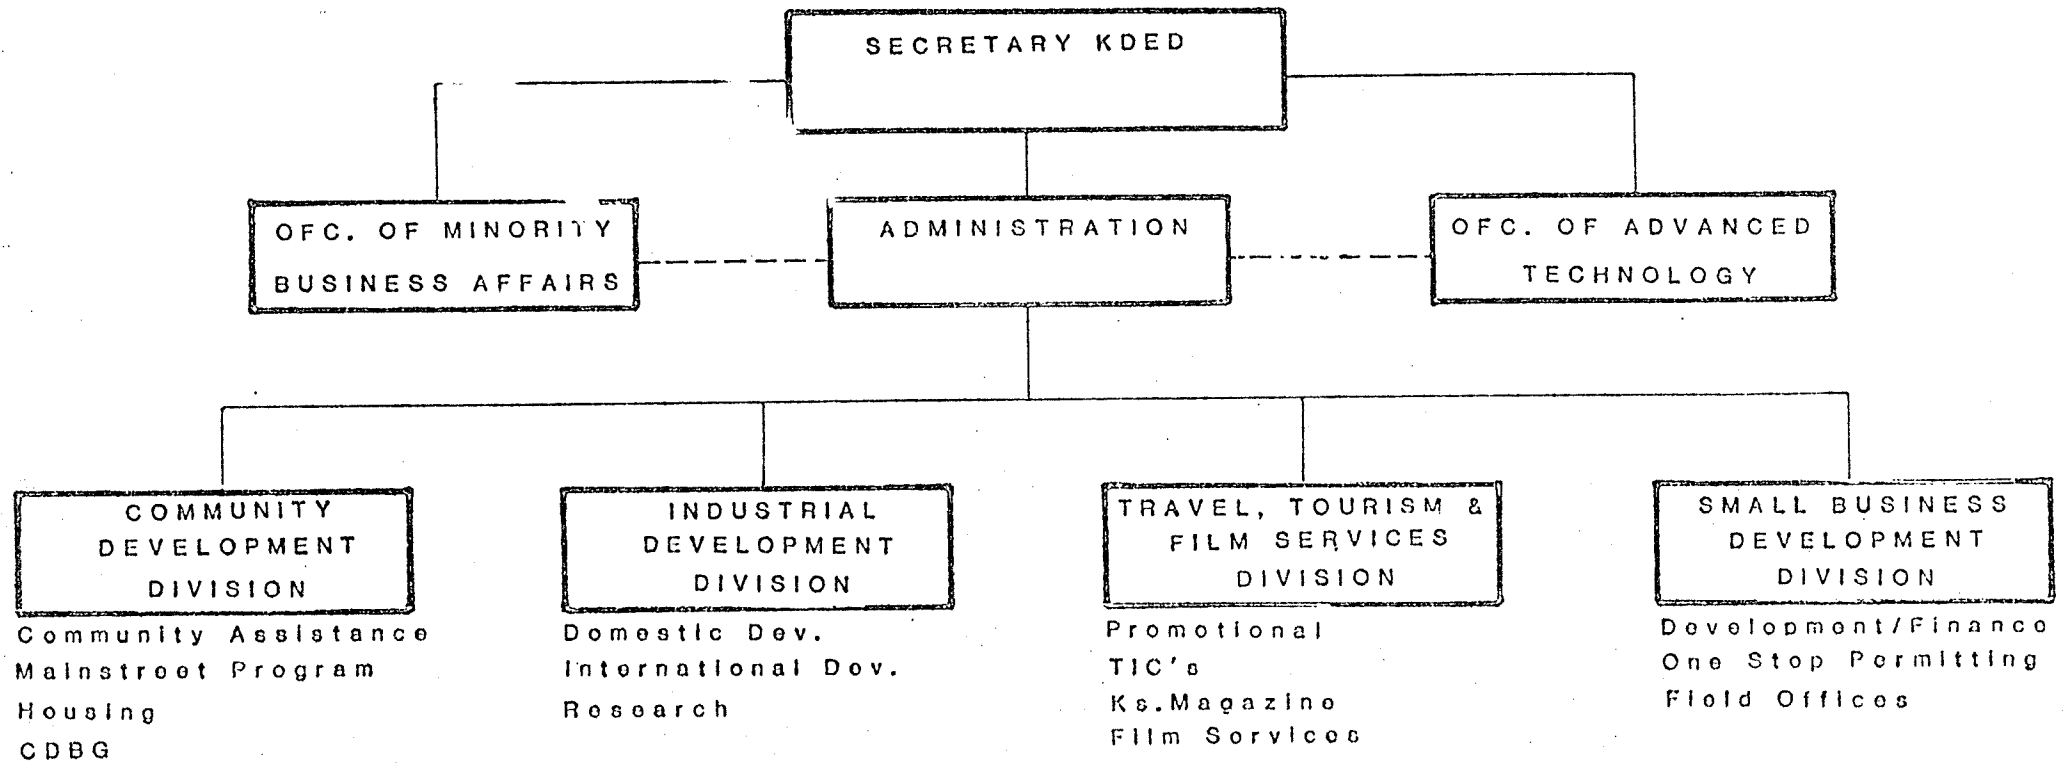 SECRETARY KDED
OFC. OF MINORITY
BUSINESS AFFAIRS
ADMINISTRATION
OFC. OF ADVANCED
TECHNOLOGY
COMMUNITY
DEVELOPMENT
DIVISION
Community Assistance
Mainstreet Program
Housing
CDBG
INDUSTRIAL
DEVELOPMENT
DIVISION
Domestic Dev.
International Dev.
Research
TRAVEL, TOURISM &
FILM SERVICES
DIVISION
Promotional
TIC's
Ks.Magazine
Film Services
SMALL BUSINESS
DEVELOPMENT
DIVISION
Development/Finance
One Stop Permitting
Field Offices